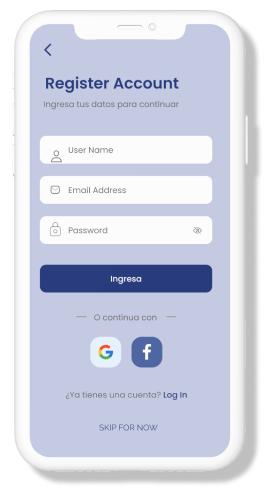 Register Account
Ingresa tus datos para continuar
User Name
Email Address
Password
Ingresa
O continua con
¿Ya tienes una cuenta? Log In
SKIP FOR NOW